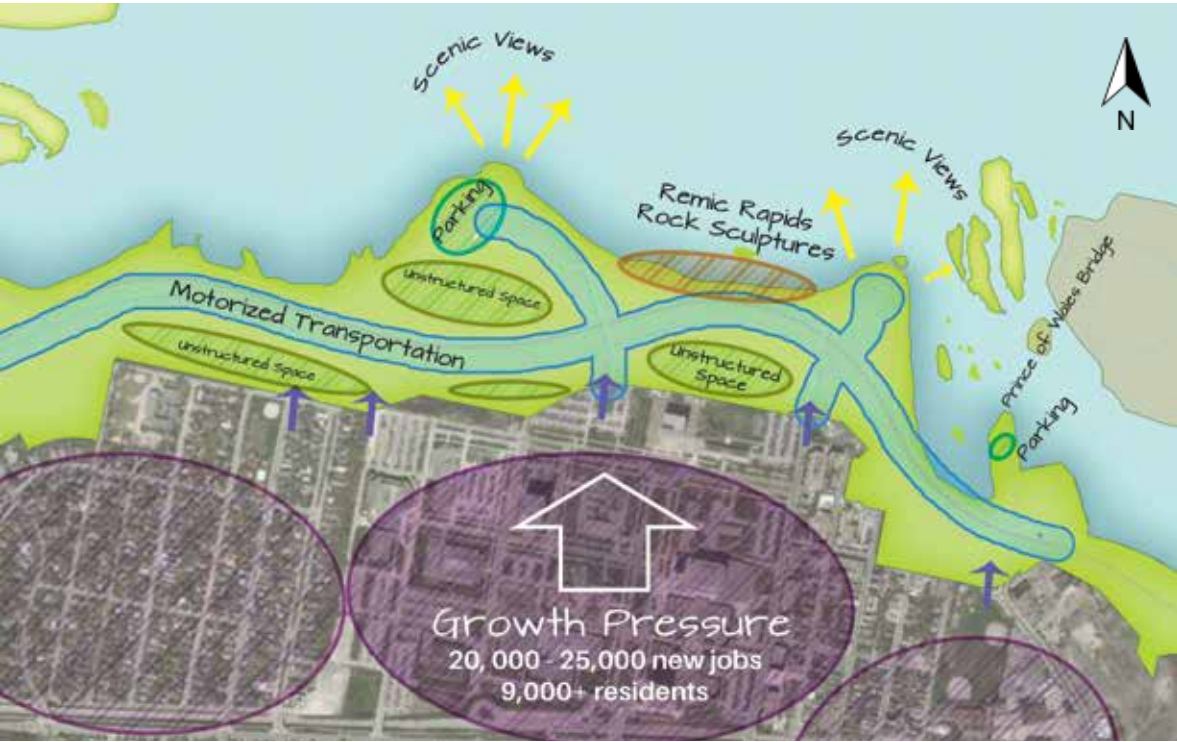 Scenic Views
Scenic Views
N
Parking
Remic Rapids
Rock Sculptures
Unstructured Space
Motorized Transportation
unstructured Space
Unstructured
Space
Prince of Wales Bridge
Parking
Growth Pressure
20, 000 - 25,000 new jobs
9,000+ residents